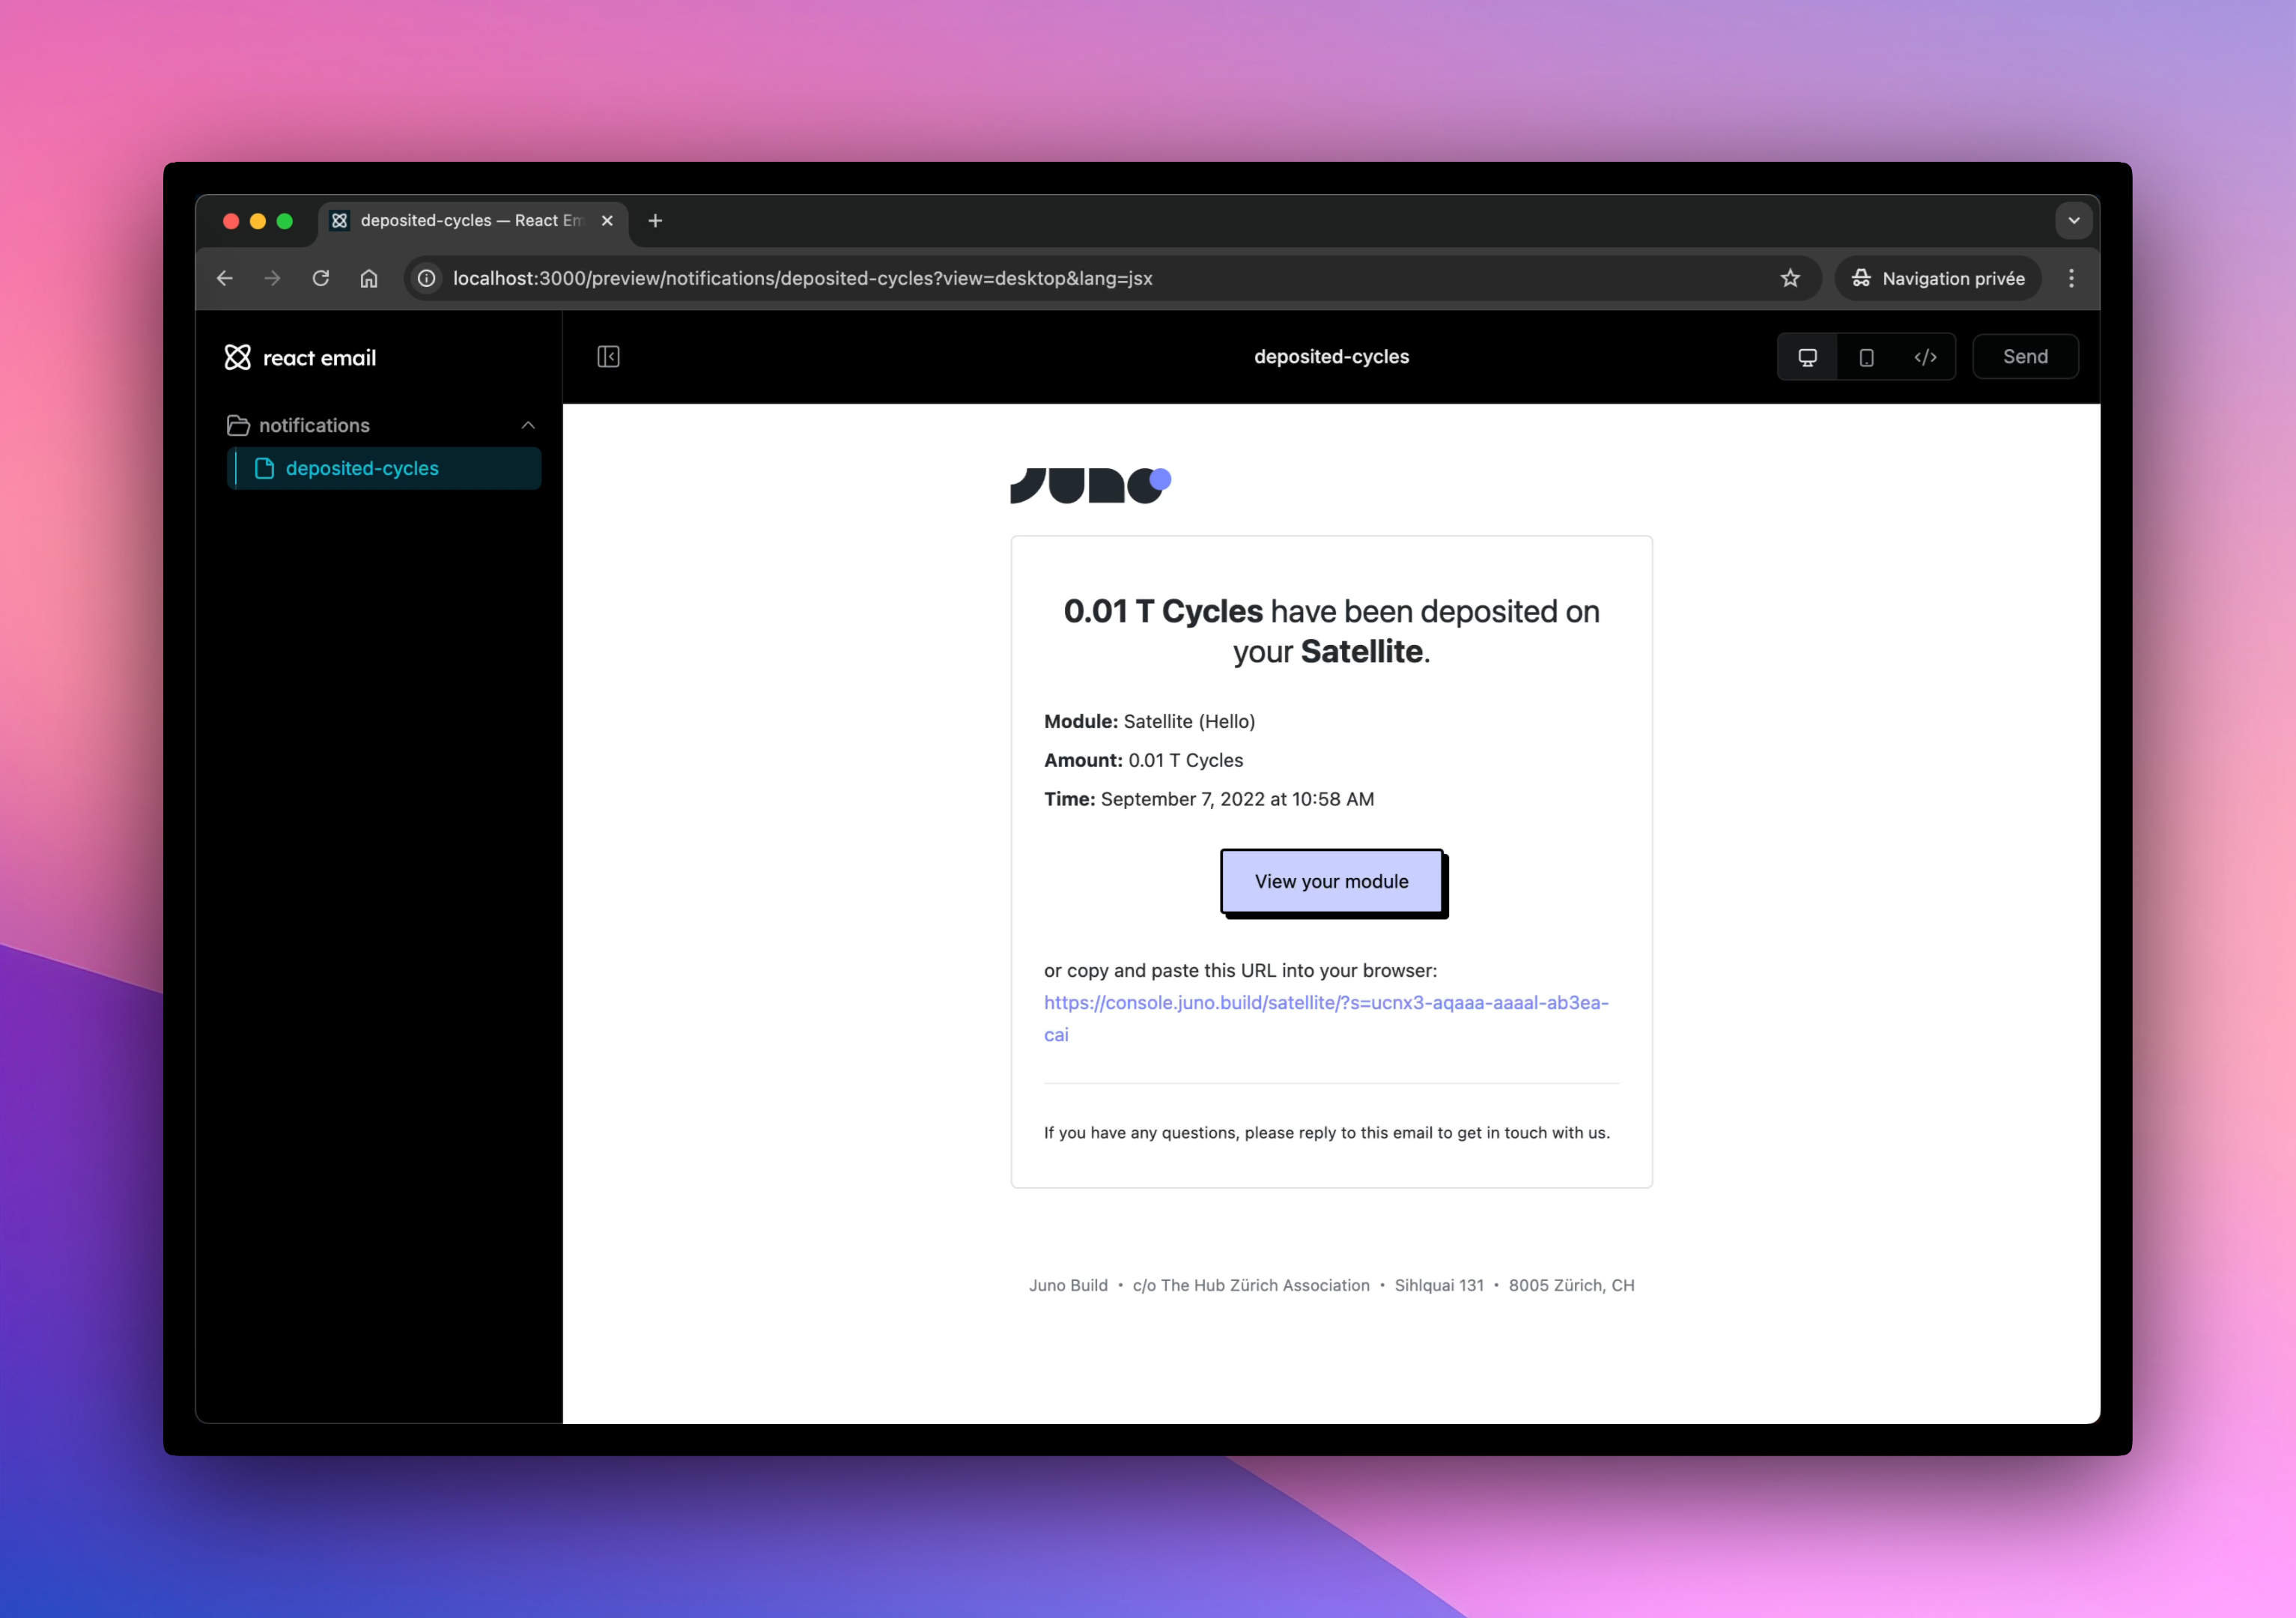 deposited-cycles — React Em
localhost:3000/preview/notifications/deposited-cycles?view=desktop&lang=jsx
Navigation privée
react email
deposited-cycles
Send
notifications
deposited-cycles
JUNO
0.01 T Cycles have been deposited on
your Satellite.
Module: Satellite (Hello)
Amount: 0.01 T Cycles
Time: September 7, 2022 at 10:58 AM
View your module
or copy and paste this URL into your browser:
https://console.juno.build/satellite/?s=ucnx3-aqaaa-aaaal-ab3ea-
cai
If you have any questions, please reply to this email to get in touch with us.
Juno Build • c/o The Hub Zürich Association • Sihlquai 131 • 8005 Zürich, CH